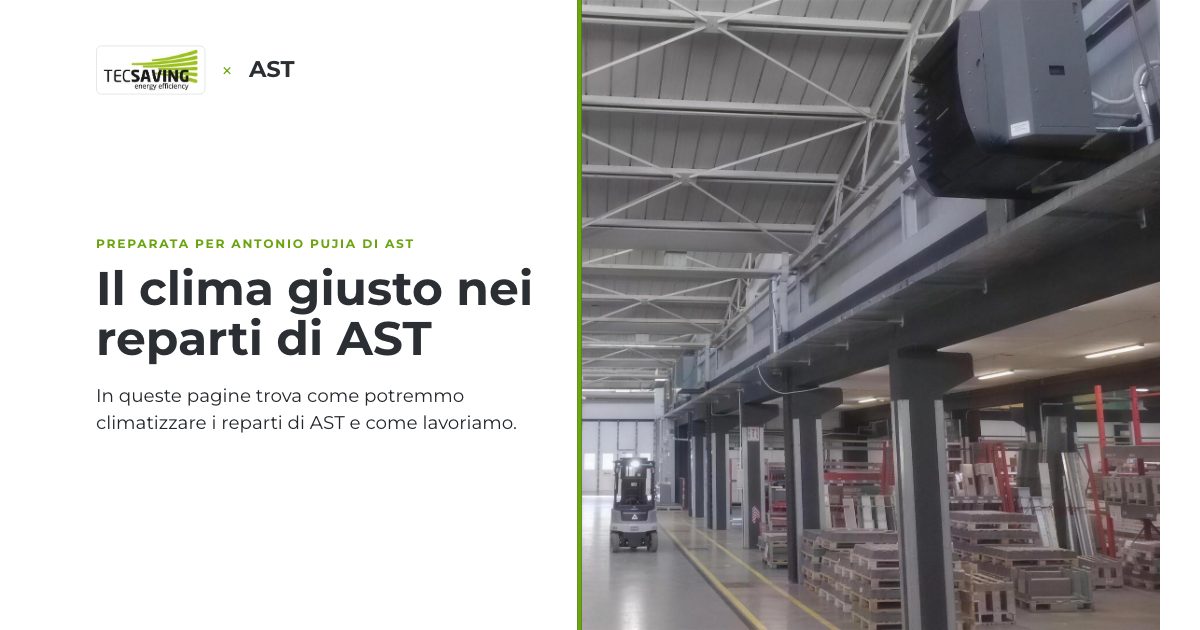 TECSAVING
energy efficiency
× AST
PREPARATA PER ANTONIO PUJIA DI AST
Il clima giusto nei
reparti di AST
In queste pagine trova come potremmo
climatizzare i reparti di AST e come lavoriamo.